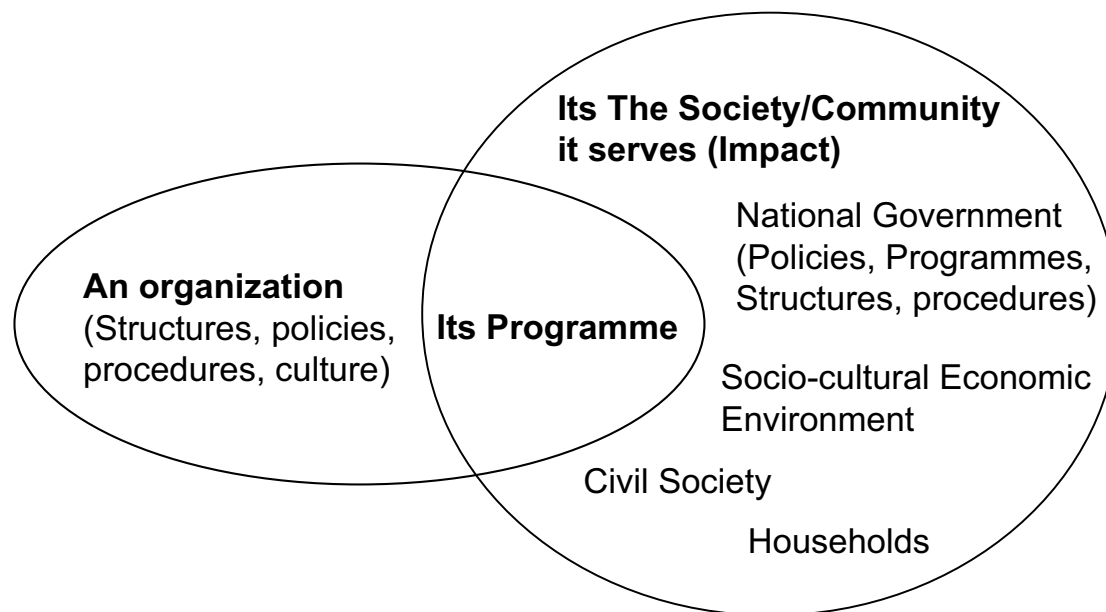 Its The Society/Community
it serves (Impact)
National Government
(Policies, Programmes,
Structures, procedures)
An organization
(Structures, policies,
procedures, culture)
Its Programme
Socio-cultural Economic
Environment
Civil Society
Households